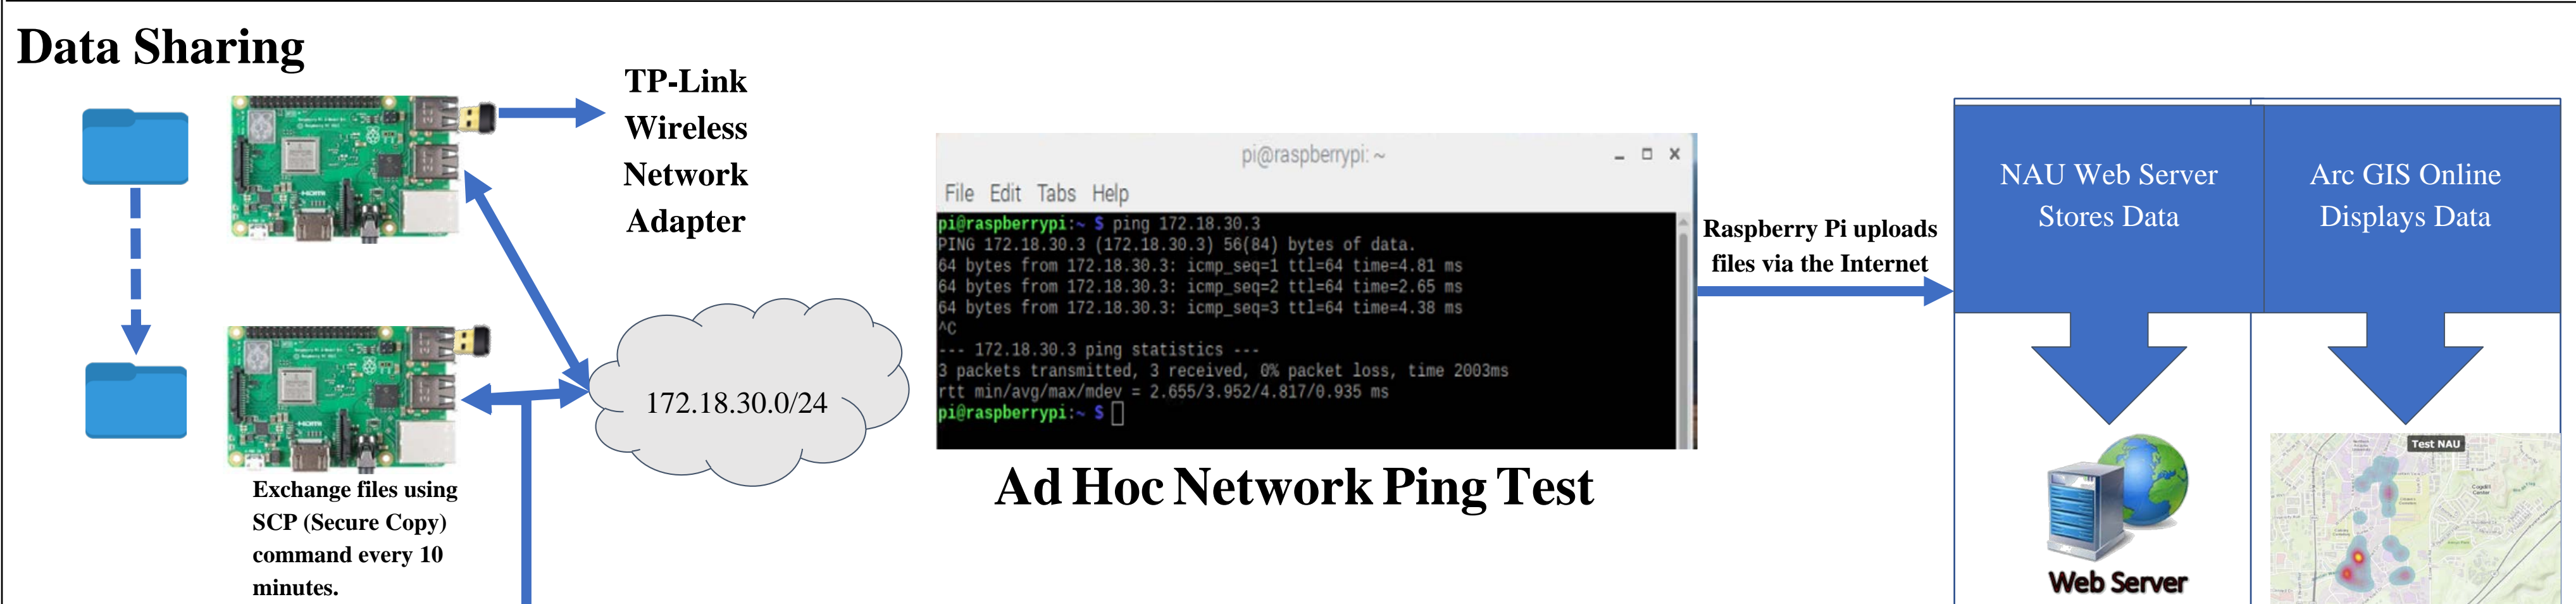 Data Sharing
TP-Link
Wireless
Network
Adapter
172.18.30.0/24
Exchange files using
SCP (Secure Copy)
command every 10
minutes.
pi@raspberrypi: ~
File Edit Tabs Help
pi@raspberrypi:~ $ ping 172.18.30.3
PING 172.18.30.3 (172.18.30.3) 56(84) bytes of data.
64 bytes from 172.18.30.3: icmp_seq=1 ttl=64 time=4.81 ms
64 bytes from 172.18.30.3: icmp_seq=2 ttl=64 time=2.65 ms
64 bytes from 172.18.30.3: icmp_seq=3 ttl=64 time=4.38 ms
^C
--- 172.18.30.3 ping statistics ---
3 packets transmitted, 3 received, 0% packet loss, time 2003ms
rtt min/avg/max/mdev = 2.655/3.952/4.817/0.935 ms
pi@raspberrypi:~ $
Ad Hoc Network Ping Test
Raspberry Pi uploads
files via the Internet
NAU Web Server
Stores Data
Arc GIS Online
Displays Data
Web Server
Test NAU